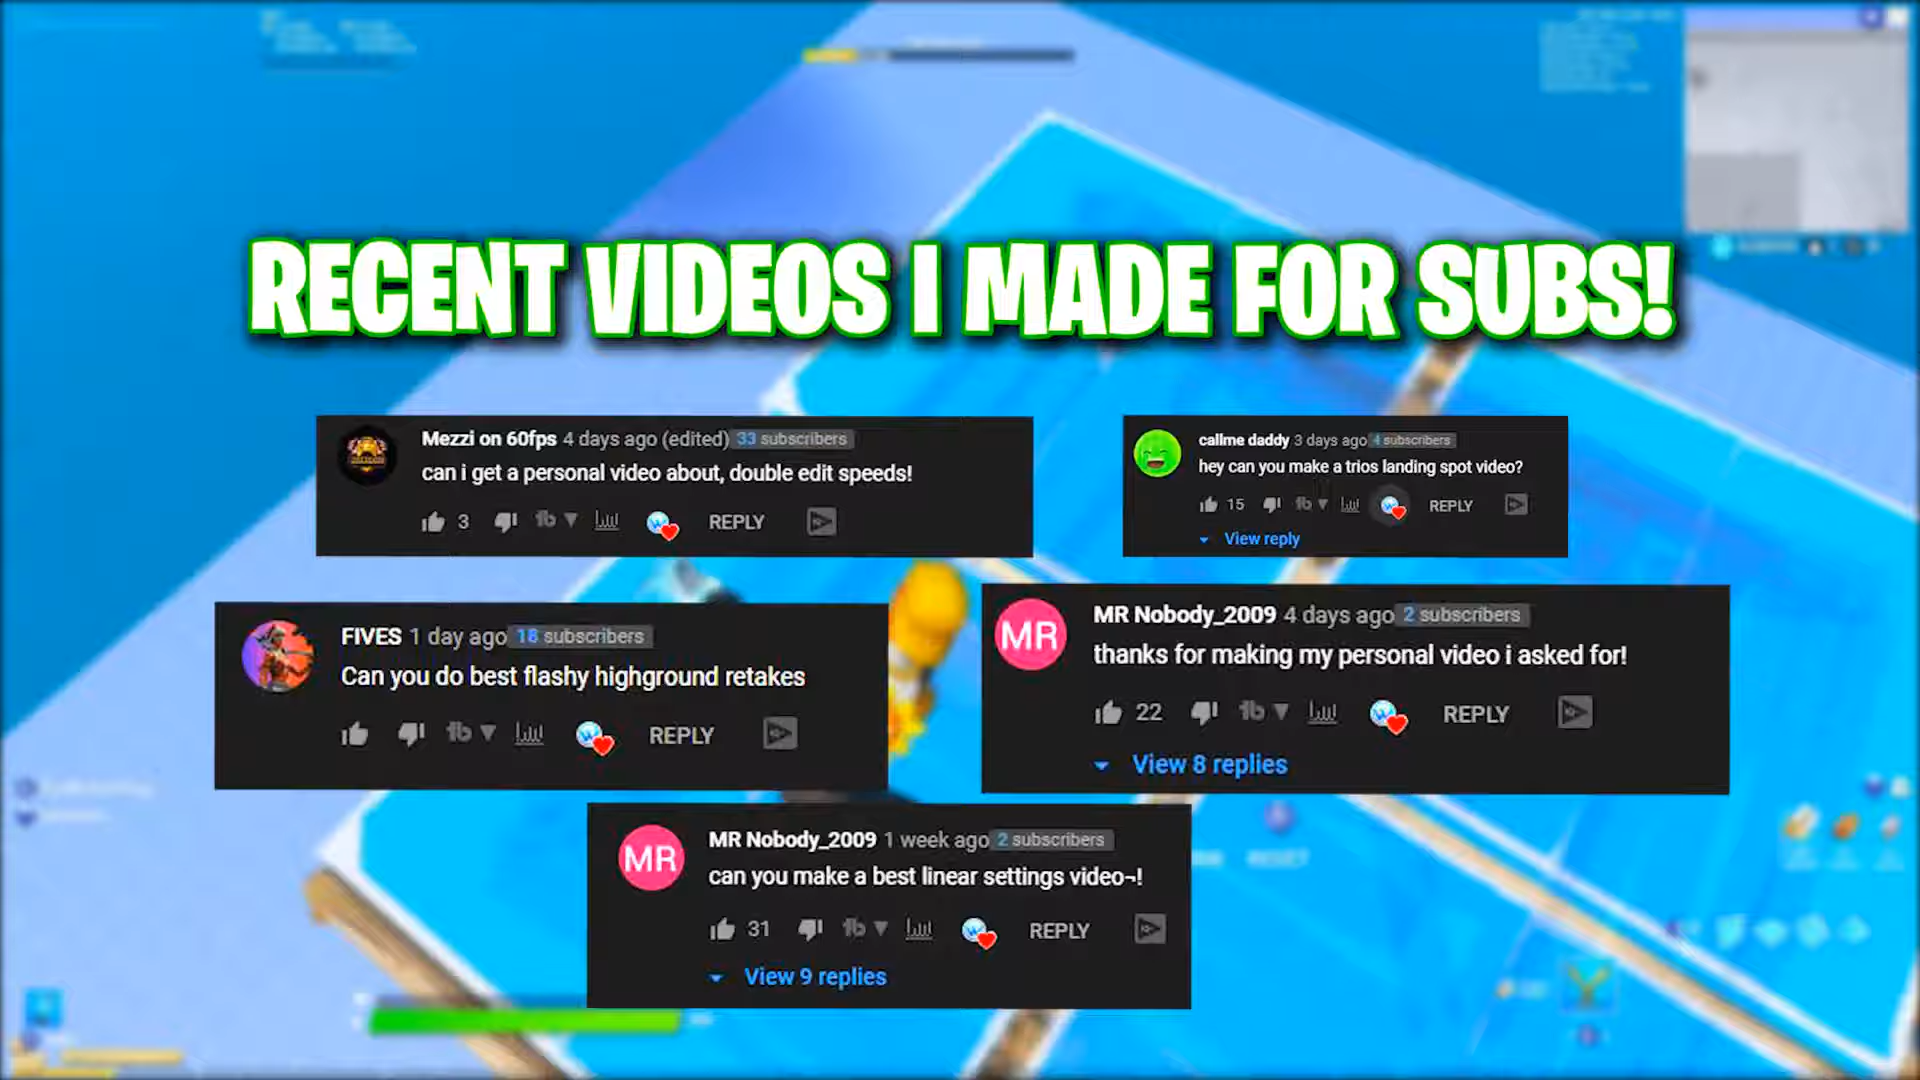 RECENT VIDEOS I MADE FOR SUBS!
Mezzi on 60fps 4 days ago (edited) 33 subscribers
can i get a personal video about, double edit speeds!
3 REPLY
callme daddy 3 days ago 4 subscribers
hey can you make a trios landing spot video?
15 REPLY
View reply
FIVES 1 day ago 18 subscribers
Can you do best flashy highground retakes
REPLY
MR
MR Nobody_2009 4 days ago 2 subscribers
thanks for making my personal video i asked for!
22 REPLY
View 8 replies
MR
MR Nobody_2009 1 week ago 2 subscribers
can you make a best linear settings video¬!
31 REPLY
View 9 replies